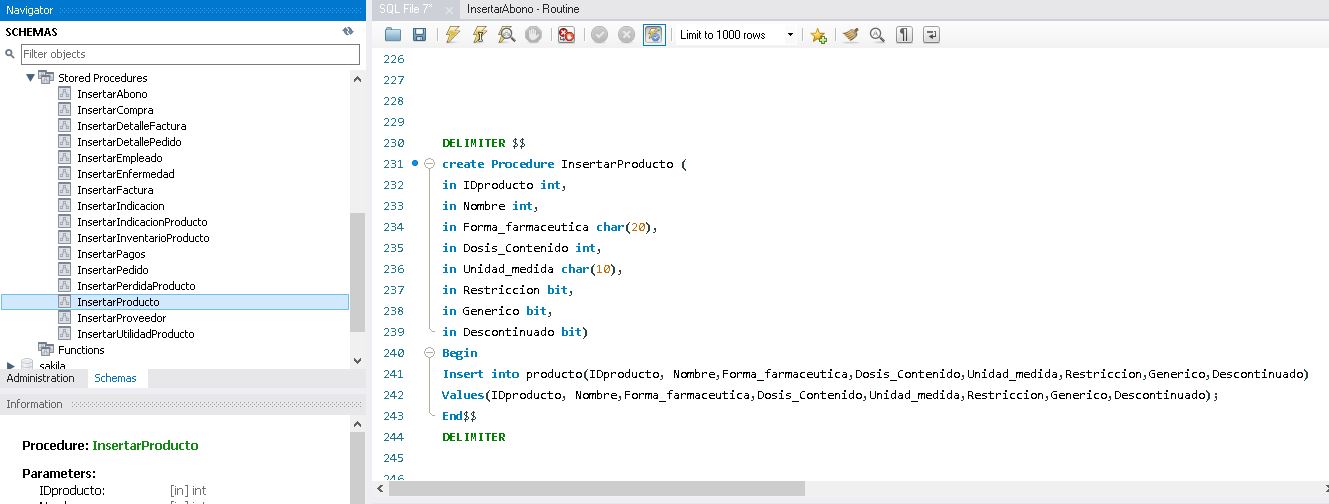 Navigator
SCHEMAS
Filter objects
Stored Procedures
InsertarAbono
InsertarCompra
InsertarDetalleFactura
InsertarDetallePedido
InsertarEmpleado
InsertarEnfermedad
InsertarFactura
InsertarIndicacion
InsertarIndicacionProducto
InsertarInventarioProducto
InsertarPagos
InsertarPedido
InsertarPerdidaProducto
InsertarProducto
InsertarProveedor
InsertarUtilidadProducto
Functions
sakila
Administration Schemas
Information
Procedure: InsertarProducto
Parameters:
IDproducto: [in] int
SQL File 7* InsertarAbono - Routine
Limit to 1000 rows
226
227
228
229
230 DELIMITER $$
231 create Procedure InsertarProducto (
232 in IDproducto int,
233 in Nombre int,
234 in Forma_farmaceutica char(20),
235 in Dosis_Contenido int,
236 in Unidad_medida char(10),
237 in Restriccion bit,
238 in Generico bit,
239 in Descontinuado bit)
240 Begin
241 Insert into producto(IDproducto, Nombre,Forma_farmaceutica,Dosis_Contenido,Unidad_medida,Restriccion,Generico,Descontinuado)
242 Values(IDproducto, Nombre,Forma_farmaceutica,Dosis_Contenido,Unidad_medida,Restriccion,Generico,Descontinuado);
243 End$$
244 DELIMITER
245
246